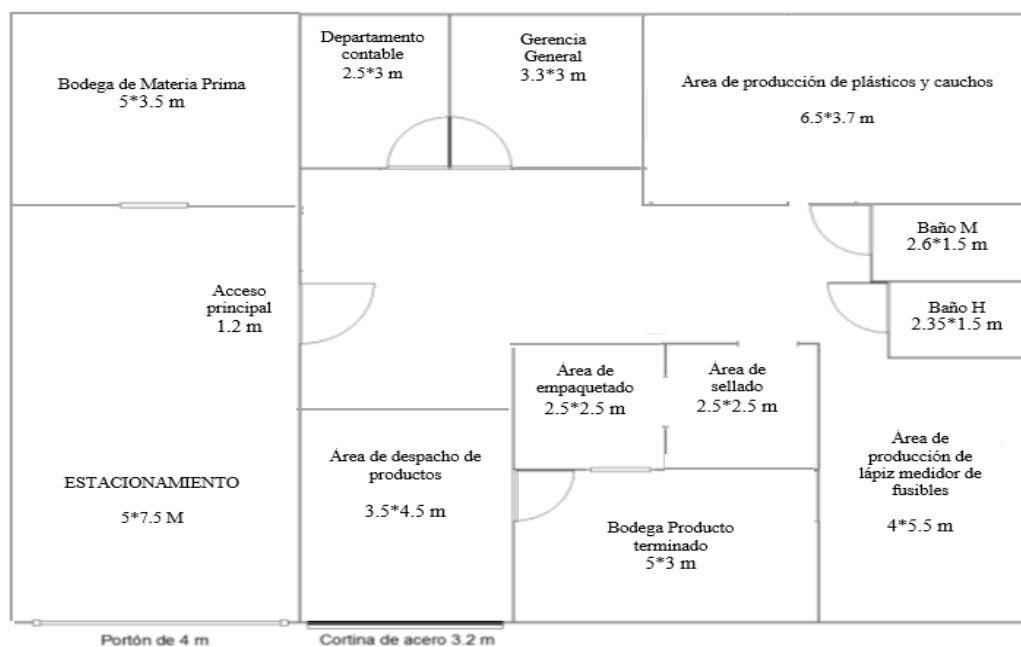 Bodega de Materia Prima
5*3.5 m
Departamento
contable
2.5*3 m
Gerencia
General
3.3*3 m
Área de producción de plásticos y cauchos
6.5*3.7 m
Baño M
2.6*1.5 m
Baño H
2.35*1.5 m
Acceso
principal
1.2 m
Área de
empaquetado
2.5*2.5 m
Área de
sellado
2.5*2.5 m
ESTACIONAMIENTO
5*7.5 M
Área de despacho de
productos
3.5*4.5 m
Bodega Producto
terminado
5*3 m
Área de
producción de
lápiz medidor de
fusibles
4*5.5 m
Portón de 4 m
Cortina de acero 3.2 m